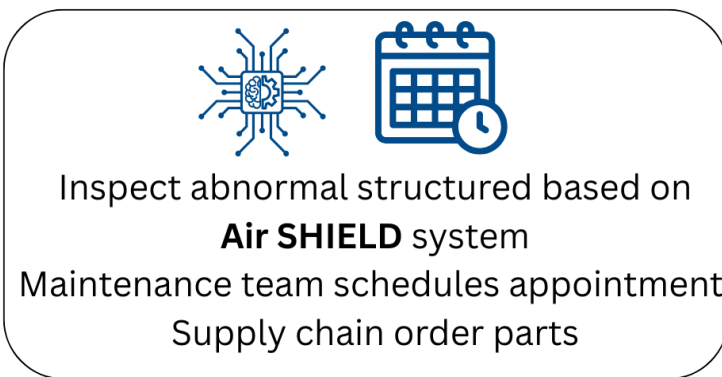 Inspect abnormal structured based on
Air SHIELD system
Maintenance team schedules appointment
Supply chain order parts